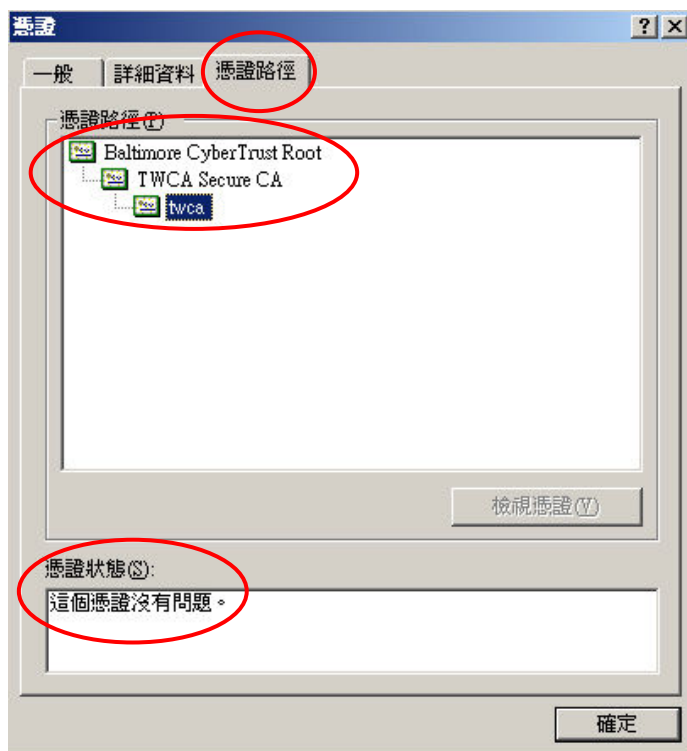 憑證
一般 詳細資料 憑證路徑
憑證路徑(P)
Baltimore CyberTrust Root
TWCA Secure CA
twca
檢視憑證(V)
憑證狀態(S):
這個憑證沒有問題。
確定